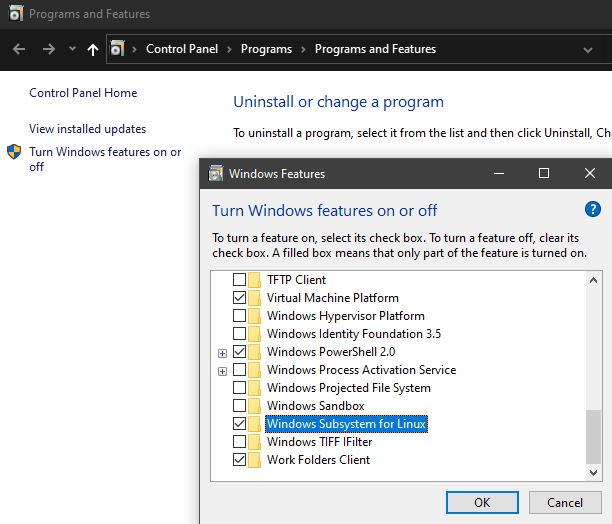 Programs and Features
Control Panel > Programs > Programs and Features
Control Panel Home
View installed updates
Turn Windows features on or
off
Uninstall or change a program
To uninstall a program, select it from the list and then click Uninstall, Cha
Windows Features
Turn Windows features on or off
?
To turn a feature on, select its check box. To turn a feature off, clear its
check box. A filled box means that only part of the feature is turned on.
TFTP Client
Virtual Machine Platform
Windows Hypervisor Platform
Windows Identity Foundation 3.5
Windows PowerShell 2.0
Windows Process Activation Service
Windows Projected File System
Windows Sandbox
Windows Subsystem for Linux
Windows TIFF IFilter
Work Folders Client
OK
Cancel